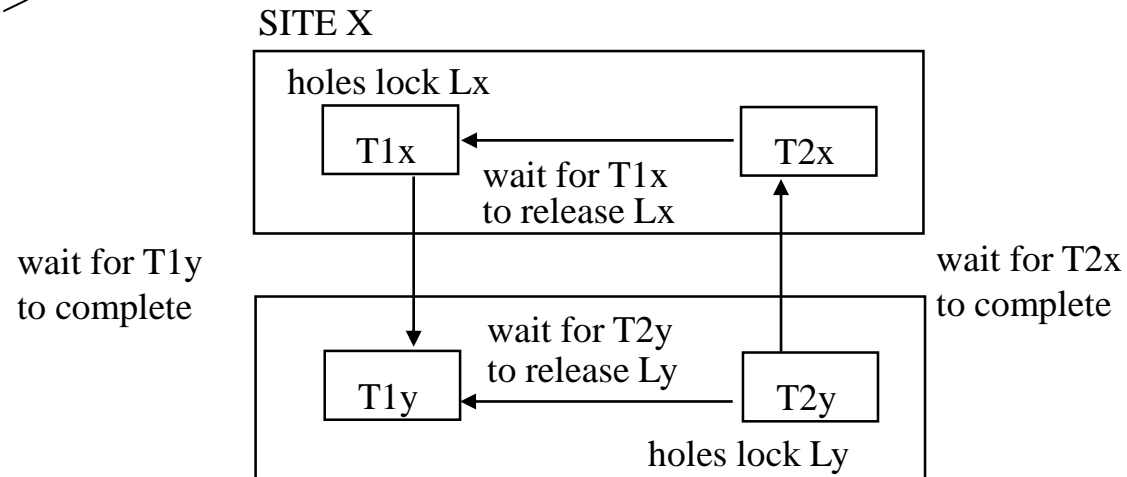 SITE X
holes lock Lx
T1x
T2x
wait for T1x
to release Lx
wait for T1y
to complete
wait for T2x
to complete
wait for T2y
to release Ly
T1y
T2y
holes lock Ly